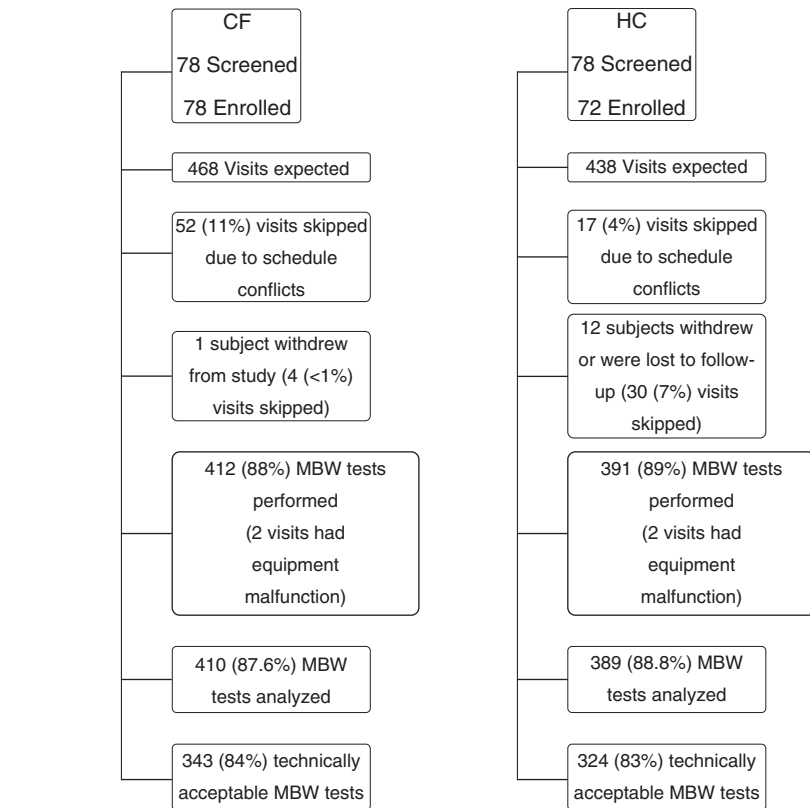 CF
78 Screened
78 Enrolled
468 Visits expected
52 (11%) visits skipped
due to schedule
conflicts
1 subject withdrew
from study (4 (<1%)
visits skipped)
412 (88%) MBW tests
performed
(2 visits had
equipment
malfunction)
410 (87.6%) MBW
tests analyzed
343 (84%) technically
acceptable MBW tests
HC
78 Screened
72 Enrolled
438 Visits expected
17 (4%) visits skipped
due to schedule
conflicts
12 subjects withdrew
or were lost to follow-
up (30 (7%) visits
skipped)
391 (89%) MBW tests
performed
(2 visits had
equipment
malfunction)
389 (88.8%) MBW
tests analyzed
324 (83%) technically
acceptable MBW tests